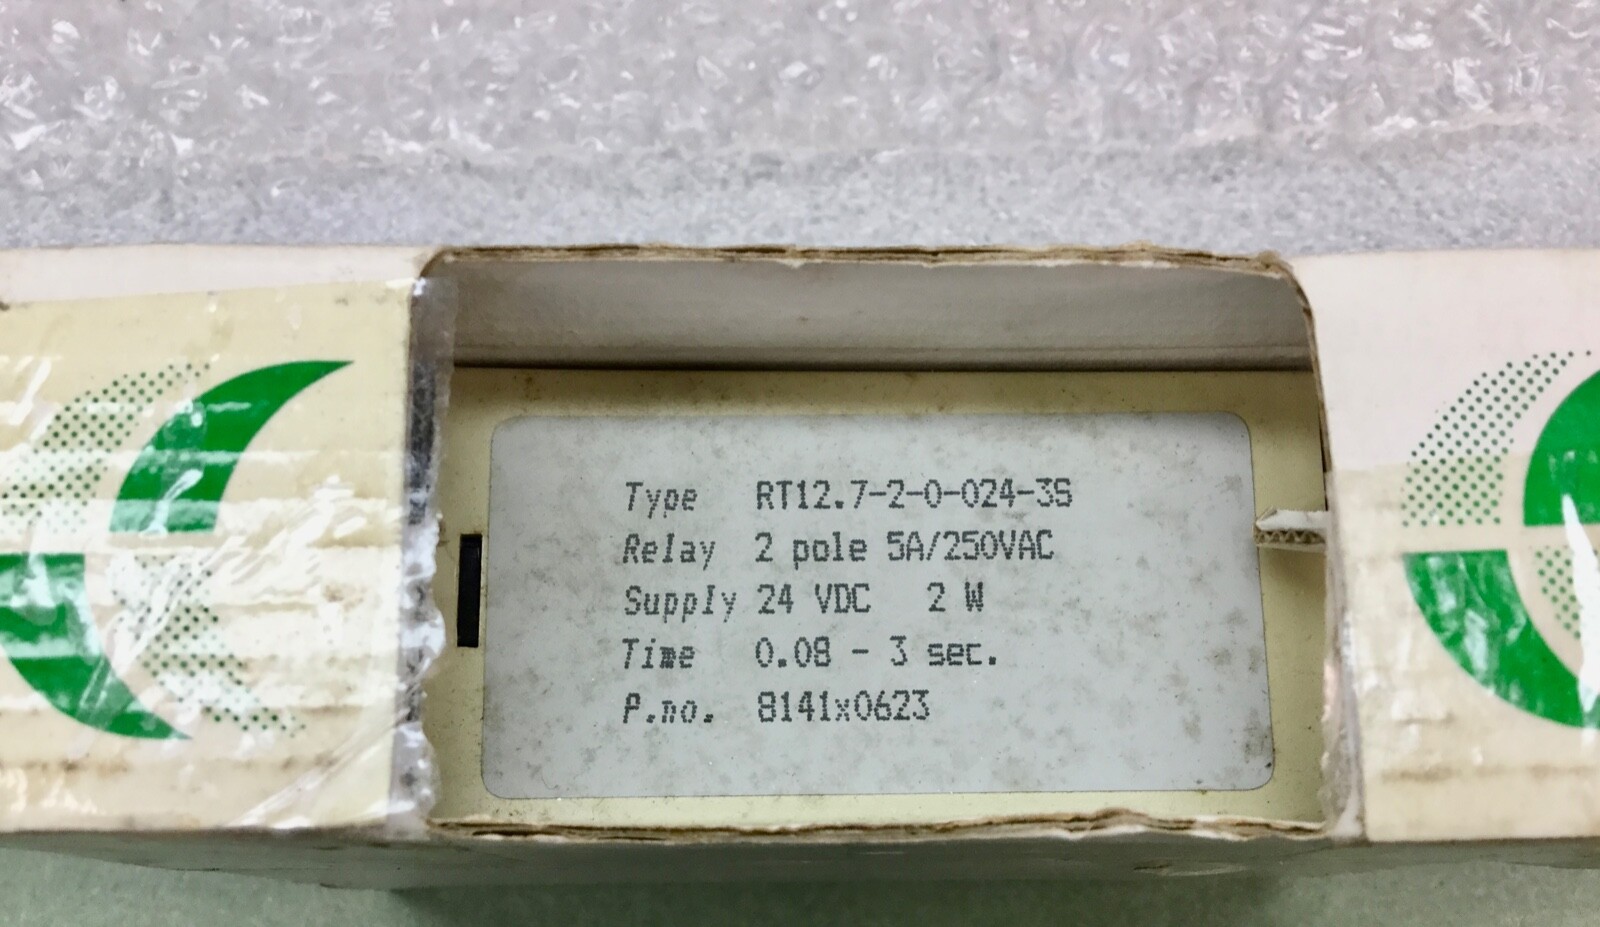 Type RT12.7-2-0-024-3S
Relay 2 pole 5A/250VAC
Supply 24 VDC 2 W
Time 0.08 - 3 sec.
P.no. 8141x0623